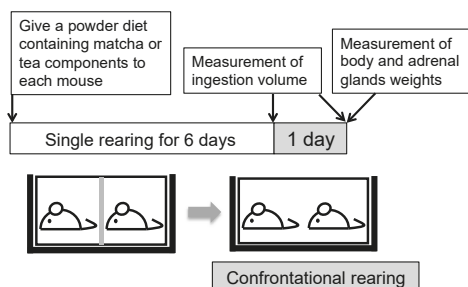 Give a powder diet
containing matcha or
tea components to
each mouse
Measurement of
ingestion volume
Measurement of
body and adrenal
glands weights
Single rearing for 6 days
1 day
Confrontational rearing